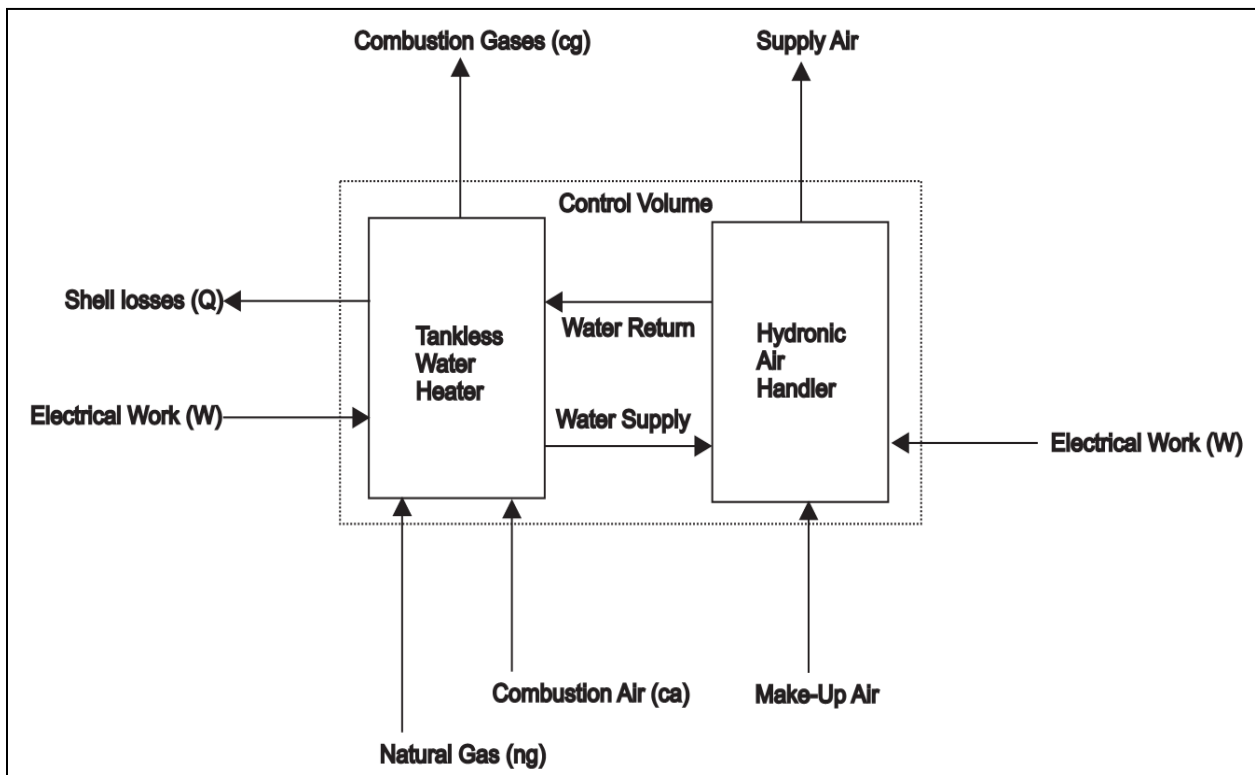 Combustion Gases (cg)
Supply Air
Control Volume
Shell losses (Q)
Tankless
Water
Heater
Water Return
Hydronic
Air
Handler
Electrical Work (W)
Water Supply
Electrical Work (W)
Combustion Air (ca)
Make-Up Air
Natural Gas (ng)